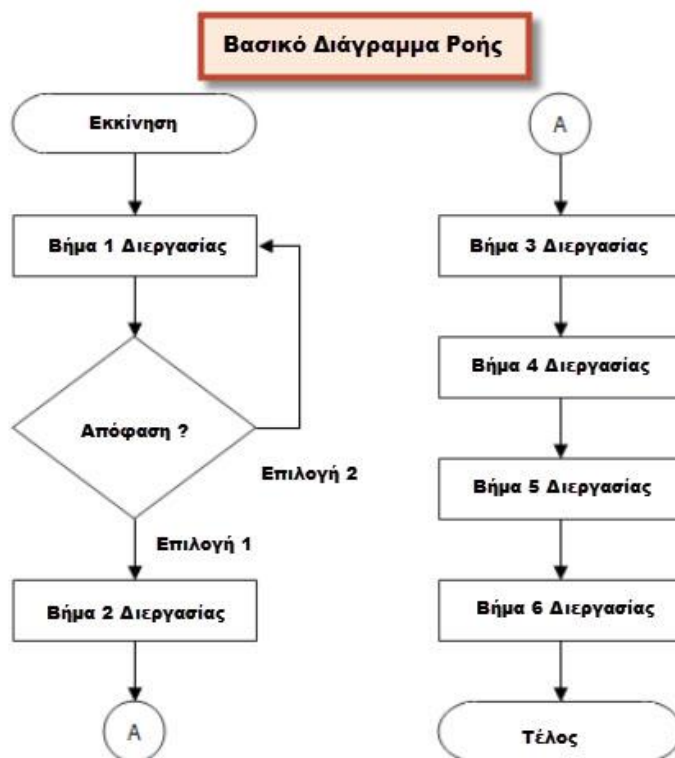 Βασικό Διάγραμμα Ροής
Εκκίνηση
Βήμα 1 Διεργασίας
Απόφαση ?
Επιλογή 2
Επιλογή 1
Βήμα 2 Διεργασίας
A
A
Βήμα 3 Διεργασίας
Βήμα 4 Διεργασίας
Βήμα 5 Διεργασίας
Βήμα 6 Διεργασίας
Τέλος